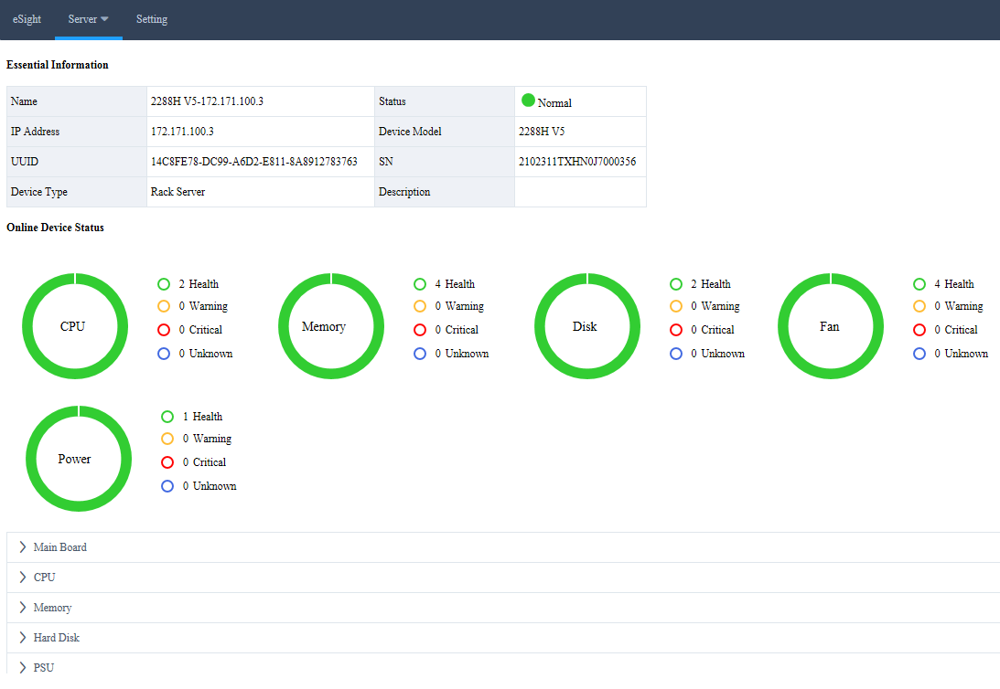 eSight Server Setting
Essential Information
Name 2288H V5-172.171.100.3 Status Normal
IP Address 172.171.100.3 Device Model 2288H V5
UUID 14C8FE78-DC99-A6D2-E811-8A8912783763 SN 2102311TXHN0J7000356
Device Type Rack Server Description
Online Device Status
CPU
2 Health
0 Warning
0 Critical
0 Unknown
Memory
4 Health
0 Warning
0 Critical
0 Unknown
Disk
2 Health
0 Warning
0 Critical
0 Unknown
Fan
4 Health
0 Warning
0 Critical
0 Unknown
Power
1 Health
0 Warning
0 Critical
0 Unknown
Main Board
CPU
Memory
Hard Disk
PSU